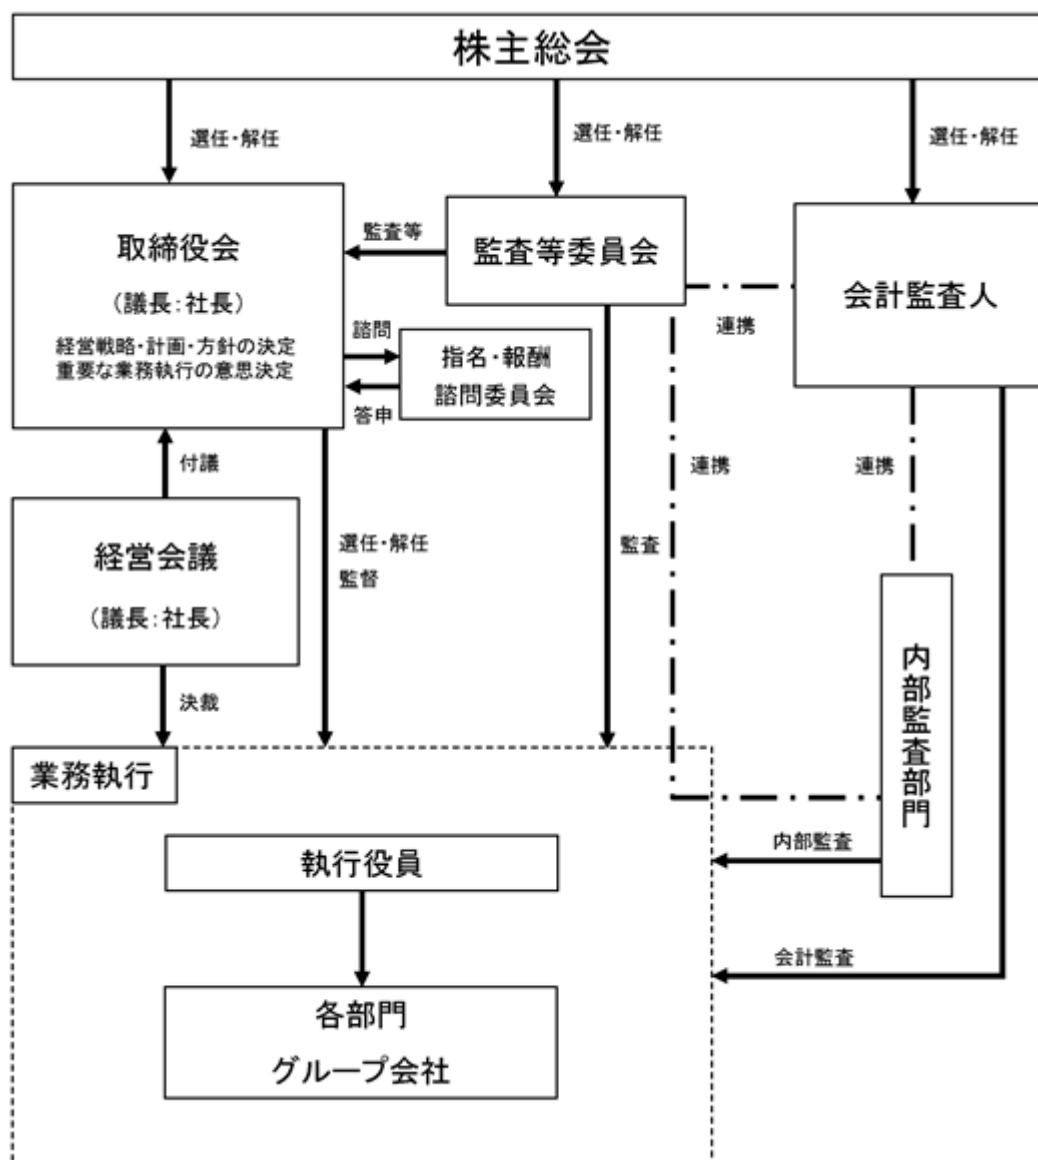 株主総会
選任・解任
選任・解任
選任・解任
取締役会
（議長：社長）
経営戦略・計画・方針の決定
重要な業務執行の意思決定
監査等
監査等委員会
会計監査人
連携
諮問
答申
指名・報酬
諮問委員会
付議
連携
連携
経営会議
（議長：社長）
選任・解任
監督
監査
決裁
業務執行
内部監査部門
内部監査
執行役員
会計監査
各部門
グループ会社